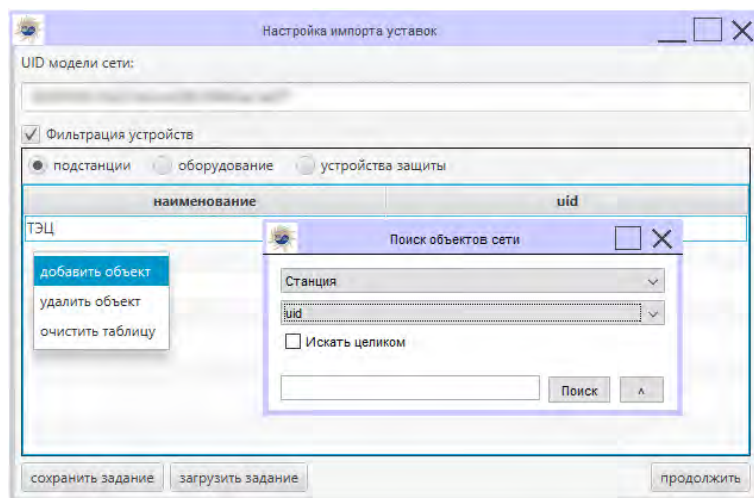 Настройка импорта уставок
UID модели сети:
Фильтрация устройств
подстанции оборудование устройства защиты
наименование uid
ТЭЦ
Поиск объектов сети
добавить объект
удалить объект
очистить таблицу
Станция
uid
Искать целиком
Поиск ^
сохранить задание загрузить задание продолжить